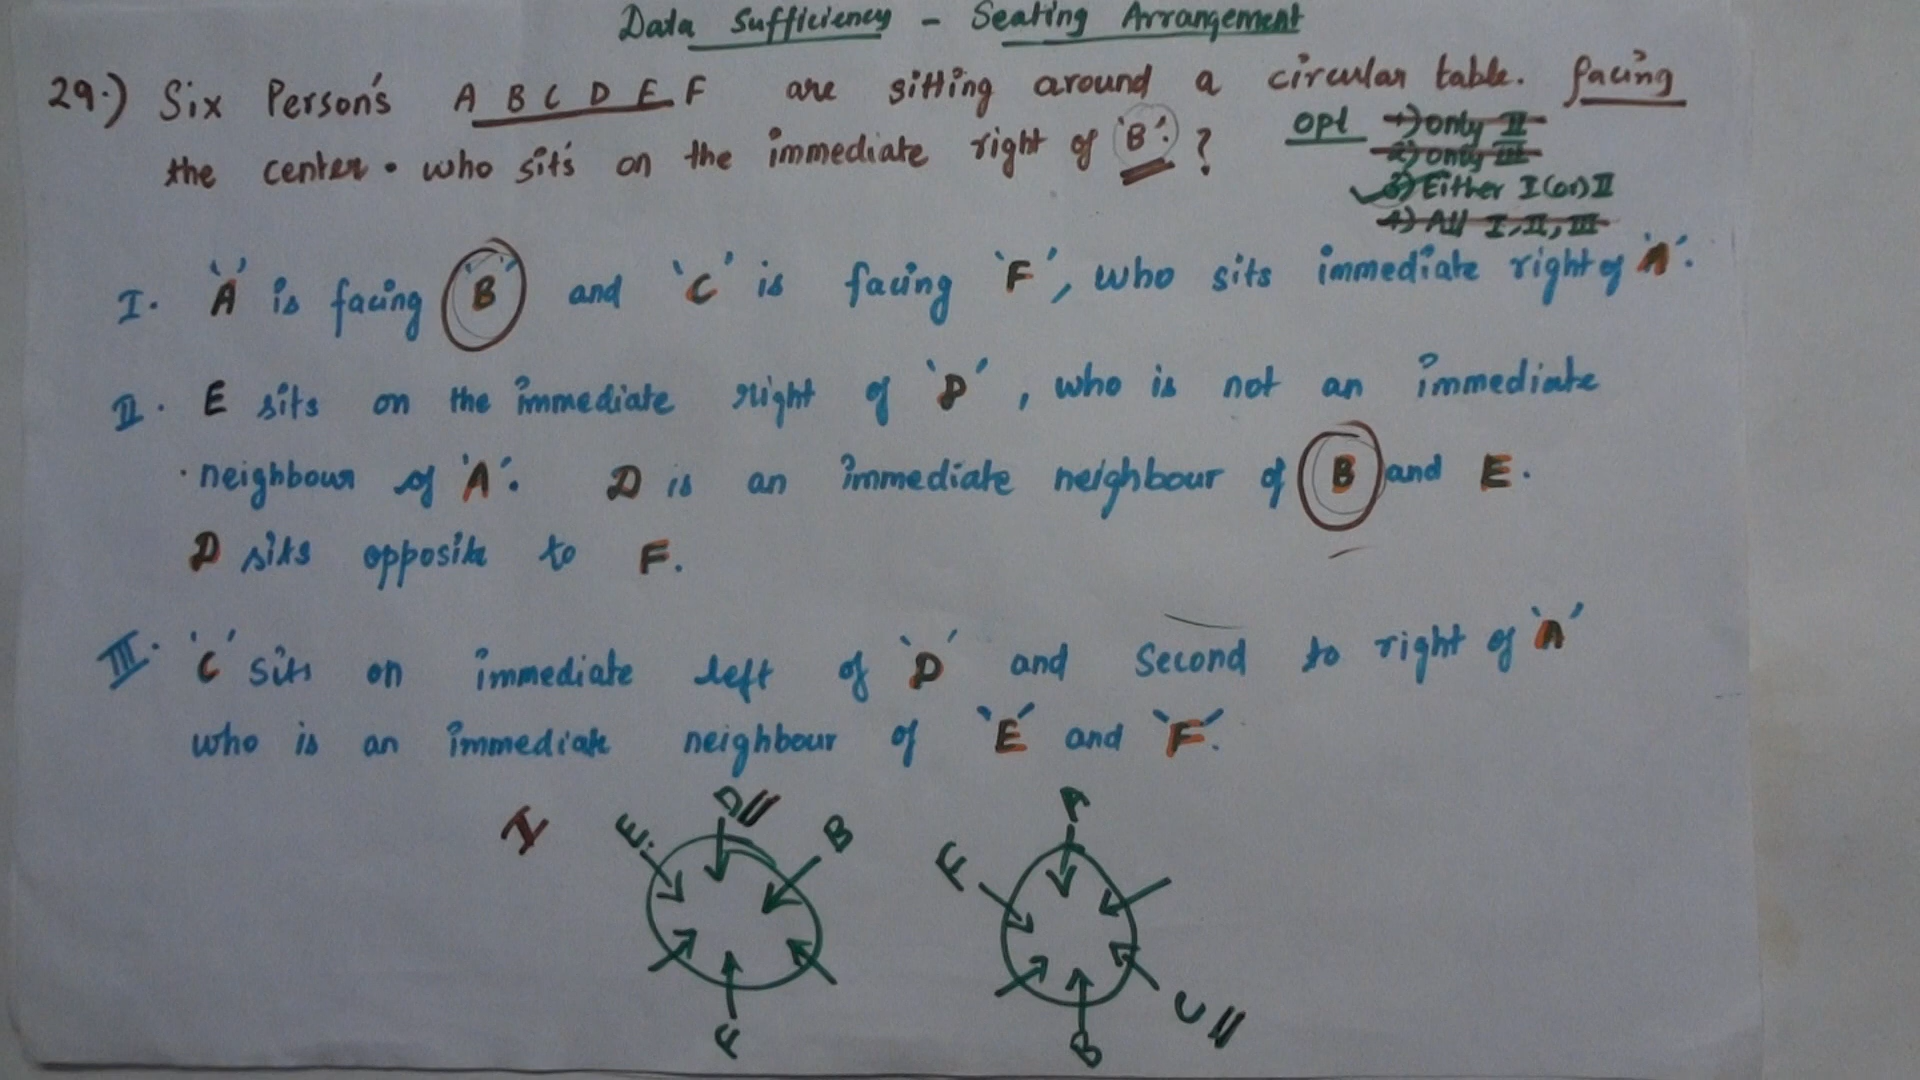 Data Sufficiency - Seating Arrangement
29.) Six Person's A B C D E F are sitting around a circular table. facing
the center. who sits on the immediate right of 'B'. ?
opt 1) only II
2) only III
3) Either I (or) II
4) All I, II, III
I. 'A' is facing 'B' and 'C' is facing 'F', who sits immediate right of 'A'.
II. E sits on the immediate right of 'D', who is not an immediate
neighbour of 'A'. D is an immediate neighbour of B and E.
D sits opposite to F.
III. 'C' sits on immediate left of 'D' and second to right of 'A'
who is an immediate neighbour of 'E' and 'F'.
I
E D B
F
A
F
C
B